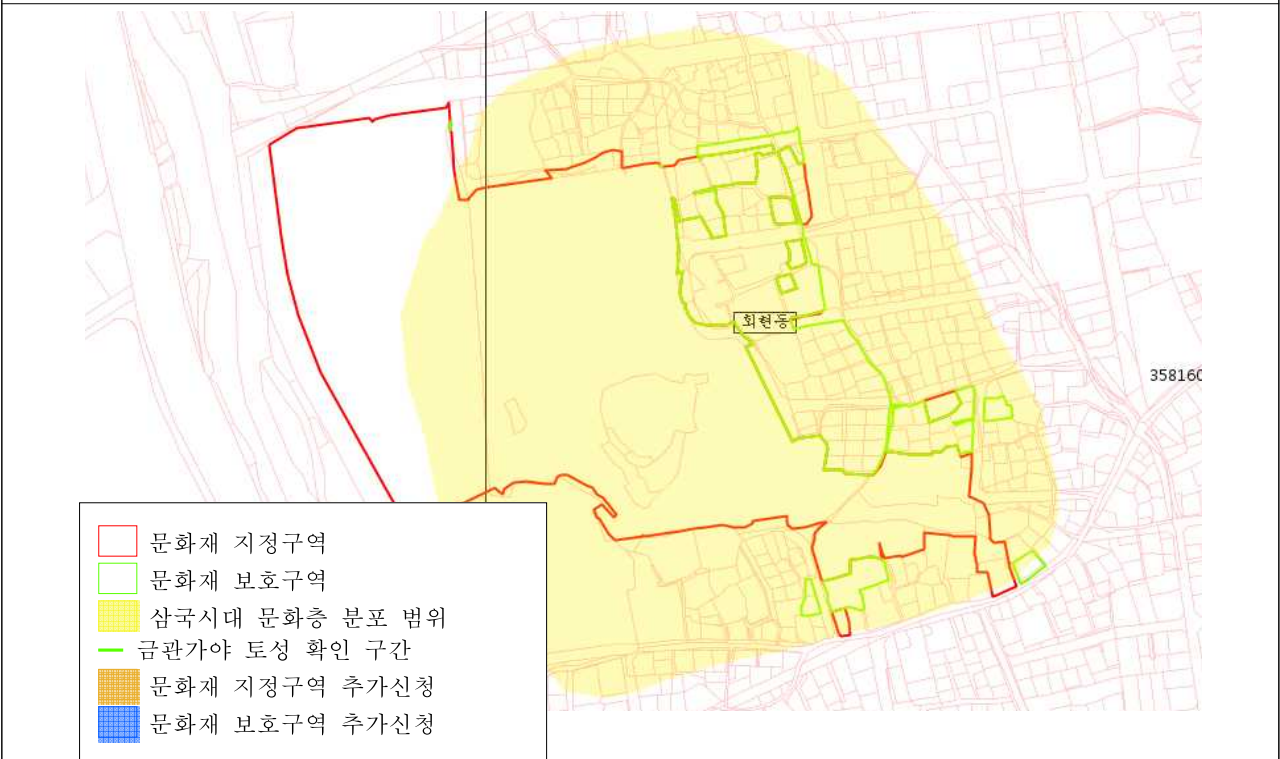 회현동
358160
문화재 지정구역
문화재 보호구역
삼국시대 문화층 분포 범위
금관가야 토성 확인 구간
문화재 지정구역 추가신청
문화재 보호구역 추가신청